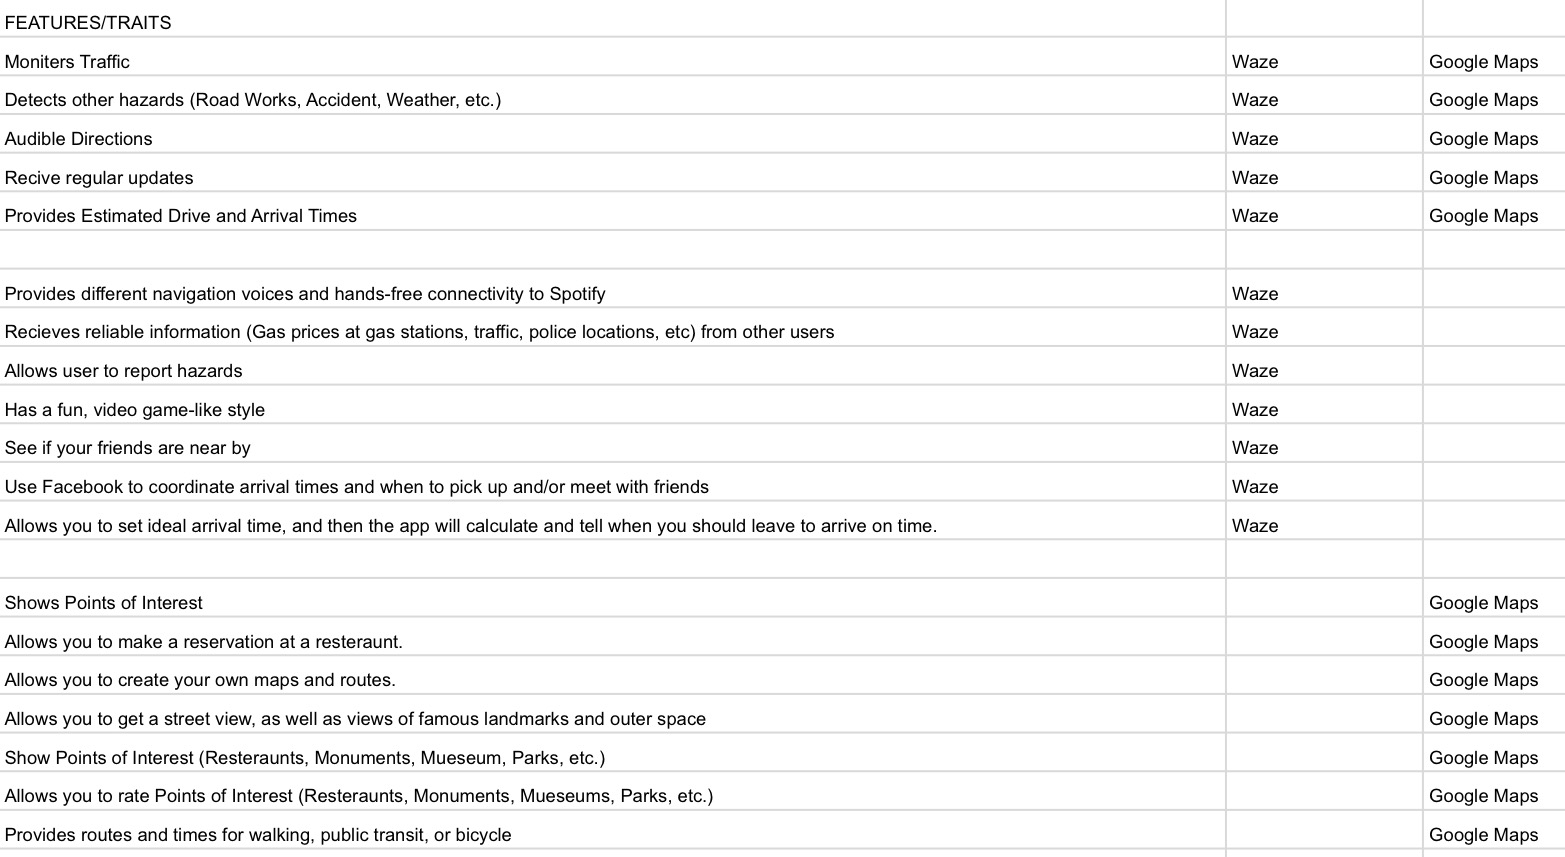 FEATURES/TRAITS
Moniters Traffic Waze Google Maps
Detects other hazards (Road Works, Accident, Weather, etc.) Waze Google Maps
Audible Directions Waze Google Maps
Recive regular updates Waze Google Maps
Provides Estimated Drive and Arrival Times Waze Google Maps
Provides different navigation voices and hands-free connectivity to Spotify Waze
Recieves reliable information (Gas prices at gas stations, traffic, police locations, etc) from other users Waze
Allows user to report hazards Waze
Has a fun, video game-like style Waze
See if your friends are near by Waze
Use Facebook to coordinate arrival times and when to pick up and/or meet with friends Waze
Allows you to set ideal arrival time, and then the app will calculate and tell when you should leave to arrive on time. Waze
Shows Points of Interest Google Maps
Allows you to make a reservation at a resteraunt. Google Maps
Allows you to create your own maps and routes. Google Maps
Allows you to get a street view, as well as views of famous landmarks and outer space Google Maps
Show Points of Interest (Resteraunts, Monuments, Mueseum, Parks, etc.) Google Maps
Allows you to rate Points of Interest (Resteraunts, Monuments, Mueseums, Parks, etc.) Google Maps
Provides routes and times for walking, public transit, or bicycle Google Maps